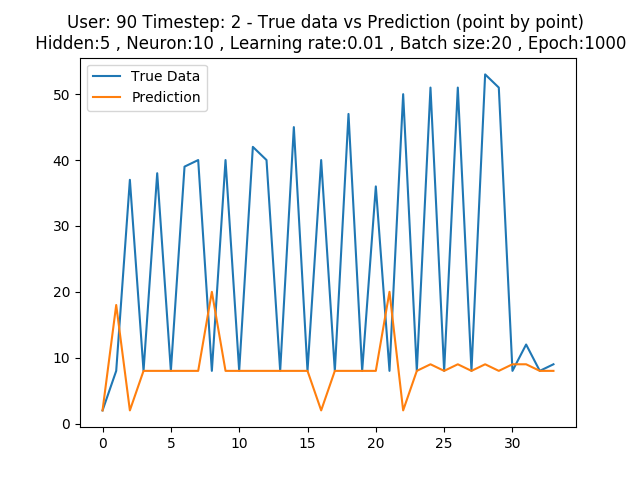 User: 90 Timestep: 2 - True data vs Prediction (point by point)
Hidden:5 , Neuron:10 , Learning rate:0.01 , Batch size:20 , Epoch:1000
True Data
Prediction
50
40
30
20
10
0
0 5 10 15 20 25 30